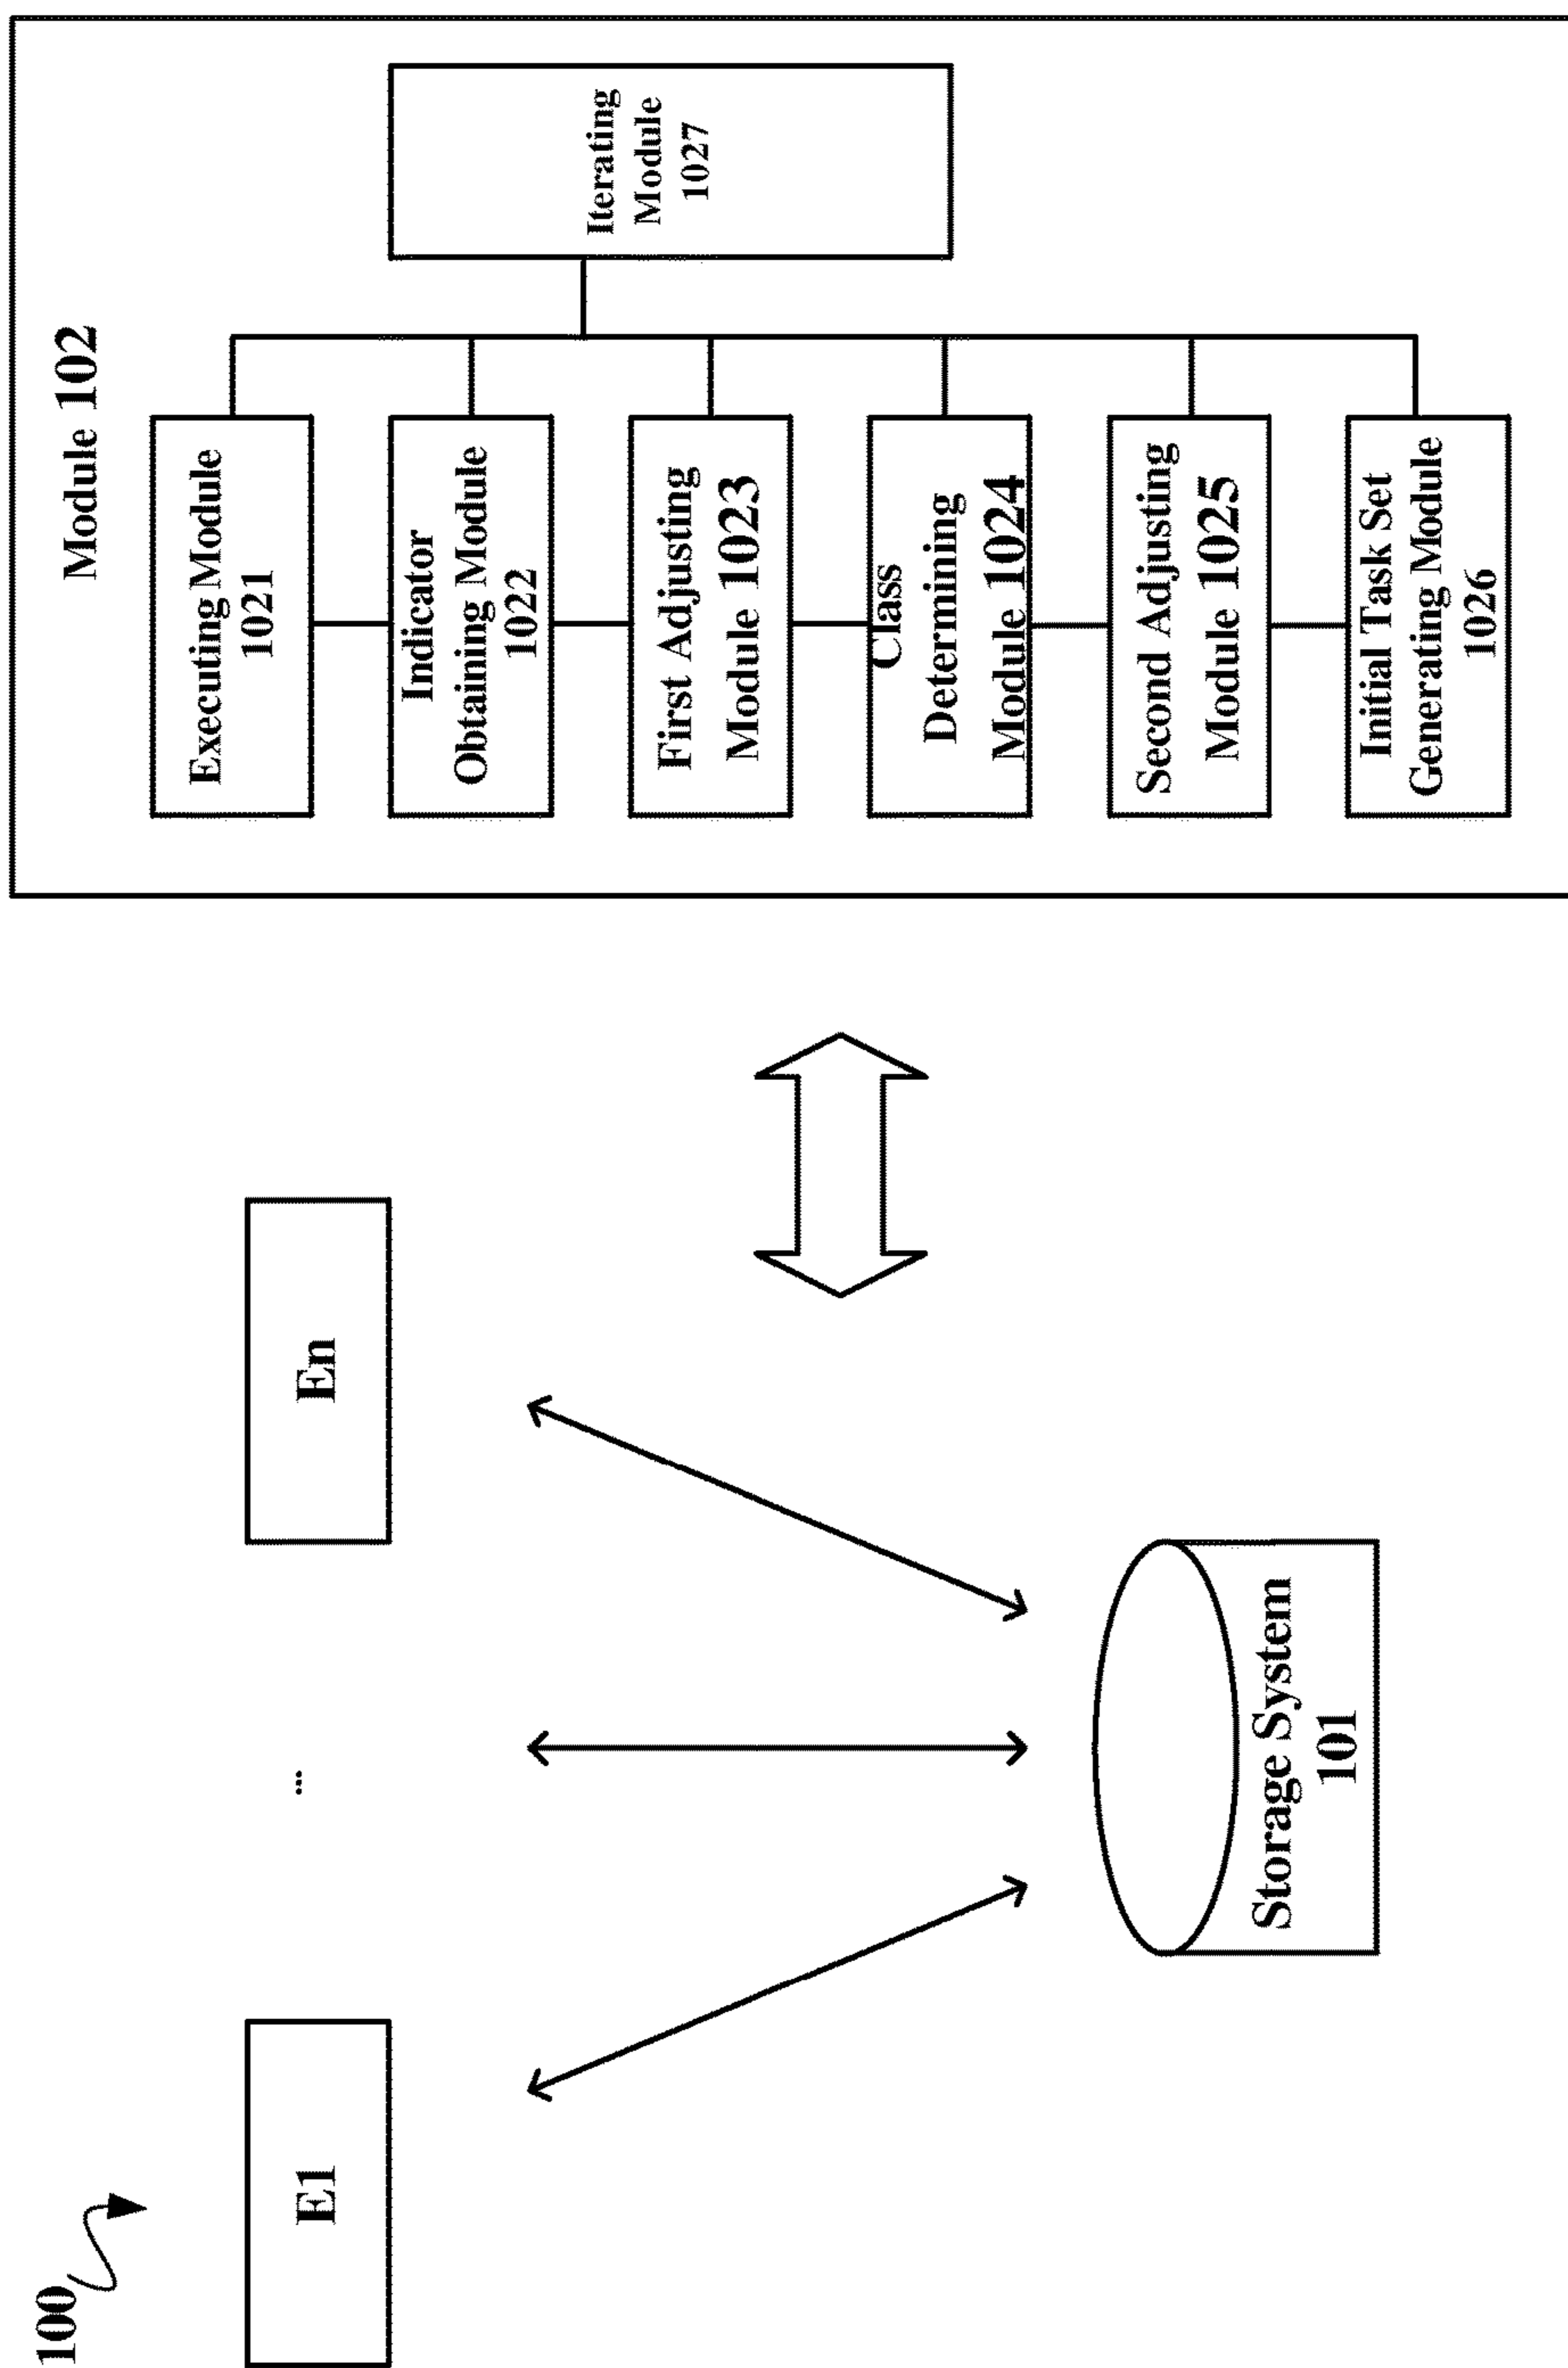 100
E1
...
En
Storage System
101
Module 102
Executing Module
1021
Indicator
Obtaining Module
1022
First Adjusting
Module 1023
Class
Determining
Module 1024
Second Adjusting
Module 1025
Initial Task Set
Generating Module
1026
Iterating
Module
1027